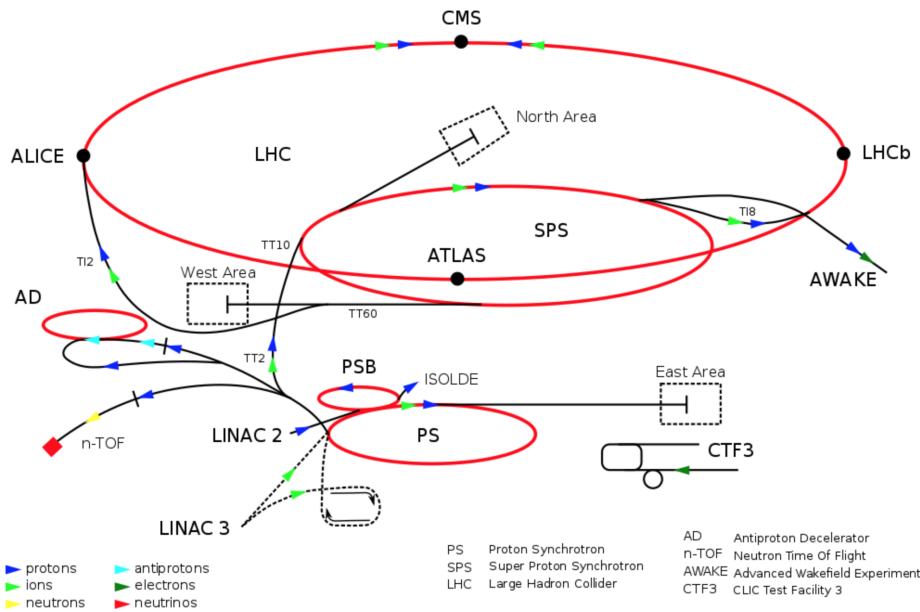 CMS
North Area
ALICE
LHC
LHCb
SPS
TI8
TT10
ATLAS
TI2
West Area
AWAKE
AD
TT60
TT2
PSB
ISOLDE
East Area
LINAC 2
PS
n-TOF
CTF3
LINAC 3
protons
ions
neutrons
antiprotons
electrons
neutrinos
PS Proton Synchrotron
SPS Super Proton Synchrotron
LHC Large Hadron Collider
AD Antiproton Decelerator
n-TOF Neutron Time Of Flight
AWAKE Advanced Wakefield Experiment
CTF3 CLIC Test Facility 3